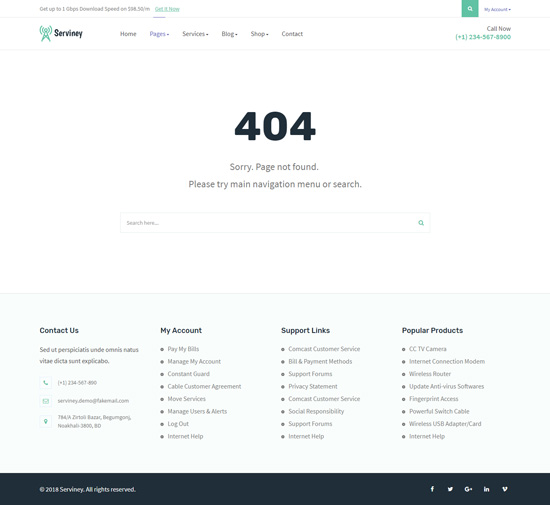 Get up to 1 Gbps Download Speed on $98.50/m Get It Now
My Account
Serviney
Home Pages Services Blog Shop Contact
Call Now
(+1) 234-567-8900
404
Sorry. Page not found.
Please try main navigation menu or search.
Search here...
Contact Us
Sed ut perspiciatis unde omnis natus
vitae dicta sunt explicabo.
(+1) 234-567-890
serviney.demo@fakemail.com
784/A Zirtoli Bazar, Begumgonj,
Noakhali-3800, BD
My Account
Pay My Bills
Manage My Account
Constant Guard
Cable Customer Agreement
Move Services
Manage Users & Alerts
Log Out
Internet Help
Support Links
Comcast Customer Service
Bill & Payment Methods
Support Forums
Privacy Statement
Comcast Customer Service
Social Responsibility
Support Forums
Internet Help
Popular Products
CC TV Camera
Internet Connection Modem
Wireless Router
Update Anti-virus Softwares
Fingerprint Access
Powerful Switch Cable
Wireless USB Adapter/Card
Internet Help
© 2018 Serviney. All rights reserved.